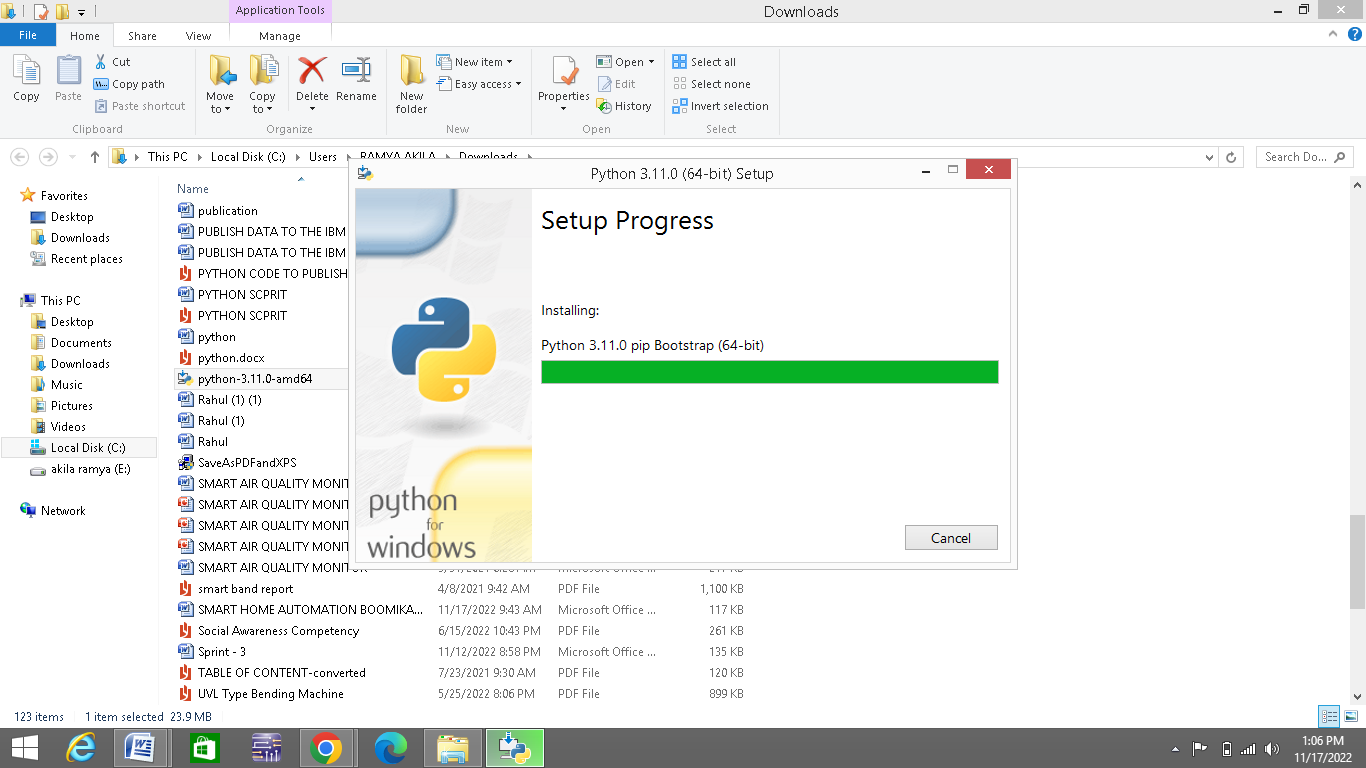 Application Tools
Downloads
File
Home
Share
View
Manage
Copy
Paste
Cut
Copy path
Paste shortcut
Clipboard
Move to
Copy to
Delete
Rename
Organize
New folder
New item
Easy access
New
Properties
Open
Edit
History
Open
Select all
Select none
Invert selection
Select
This PC
Local Disk (C:)
Users
RAMYA AKILA
Downloads
Search Do...
Favorites
Desktop
Downloads
Recent places
This PC
Desktop
Documents
Downloads
Music
Pictures
Videos
Local Disk (C:)
akila ramya (E:)
Network
Name
publication
PUBLISH DATA TO THE IBM
PUBLISH DATA TO THE IBM
PYTHON CODE TO PUBLISH
PYTHON SCPRIT
PYTHON SCPRIT
python
python.docx
python-3.11.0-amd64
Rahul (1) (1)
Rahul (1)
Rahul
SaveAsPDFandXPS
SMART AIR QUALITY MONIT
SMART AIR QUALITY MONIT
SMART AIR QUALITY MONIT
SMART AIR QUALITY MONIT
SMART AIR QUALITY MONITOR
smart band report 4/8/2021 9:42 AM PDF File 1,100 KB
SMART HOME AUTOMATION BOOMIKA... 11/17/2022 9:43 AM Microsoft Office ... 117 KB
Social Awareness Competency 6/15/2022 10:43 PM PDF File 261 KB
Sprint - 3 11/12/2022 8:58 PM Microsoft Office ... 135 KB
TABLE OF CONTENT-converted 7/23/2021 9:30 AM PDF File 120 KB
UVL Type Bending Machine 5/25/2022 8:06 PM PDF File 899 KB
Python 3.11.0 (64-bit) Setup
Setup Progress
Installing:
Python 3.11.0 pip Bootstrap (64-bit)
python
for
windows
Cancel
123 items 1 item selected 23.9 MB
1:06 PM
11/17/2022